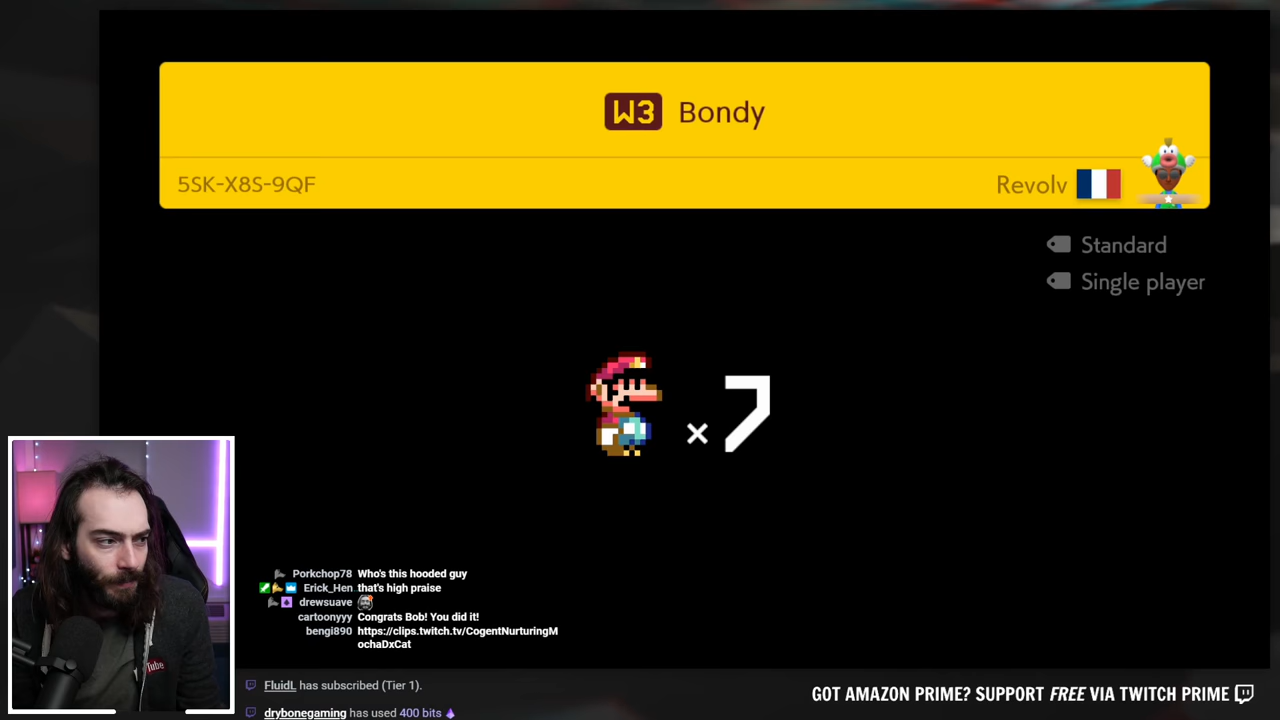 W3 Bondy
5SK-X8S-9QF
Revolv
Standard
Single player
× 7
Porkchop78 Who's this hooded guy
Erick_Hen that's high praise
drewsuave
cartoonyyy Congrats Bob! You did it!
bengi890 https://clips.twitch.tv/CogentNurturingM
ochaDxCat
Tube
FluidL has subscribed (Tier 1).
drybonegaming has used 400 bits
GOT AMAZON PRIME? SUPPORT FREE VIA TWITCH PRIME